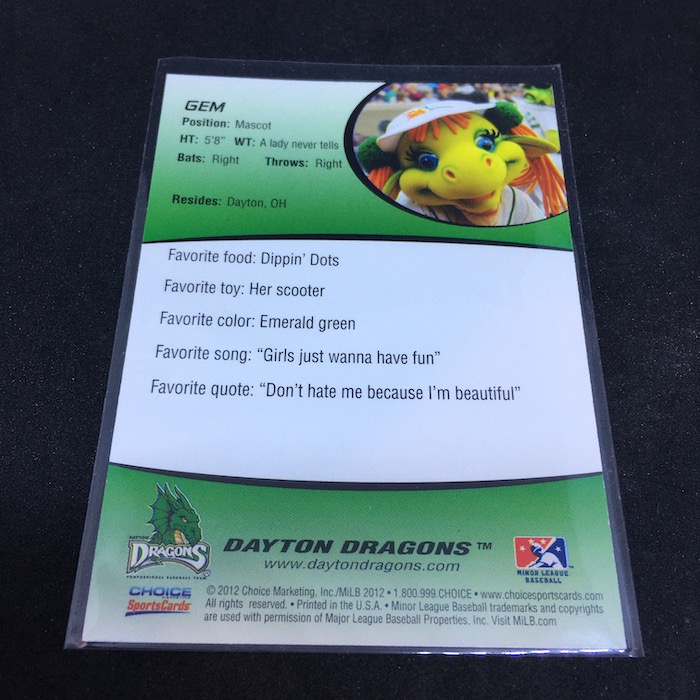 GEM
Position: Mascot
HT: 5'8" WT: A lady never tells
Bats: Right Throws: Right
Resides: Dayton, OH
Favorite food: Dippin' Dots
Favorite toy: Her scooter
Favorite color: Emerald green
Favorite song: “Girls just wanna have fun”
Favorite quote: “Don't hate me because I'm beautiful”
DAYTON
DRAGONS
PROFESSIONAL BASEBALL TEAM
DAYTON DRAGONS ™
www.daytondragons.com
MINOR LEAGUE
BASEBALL
CHOICE
SportsCards
© 2012 Choice Marketing, Inc./MiLB 2012 • 1.800.999.CHOICE • www.choicesportscards.com
All rights reserved. • Printed in the U.S.A. • Minor League Baseball trademarks and copyrights
are used with permission of Major League Baseball Properties, Inc. Visit MiLB.com